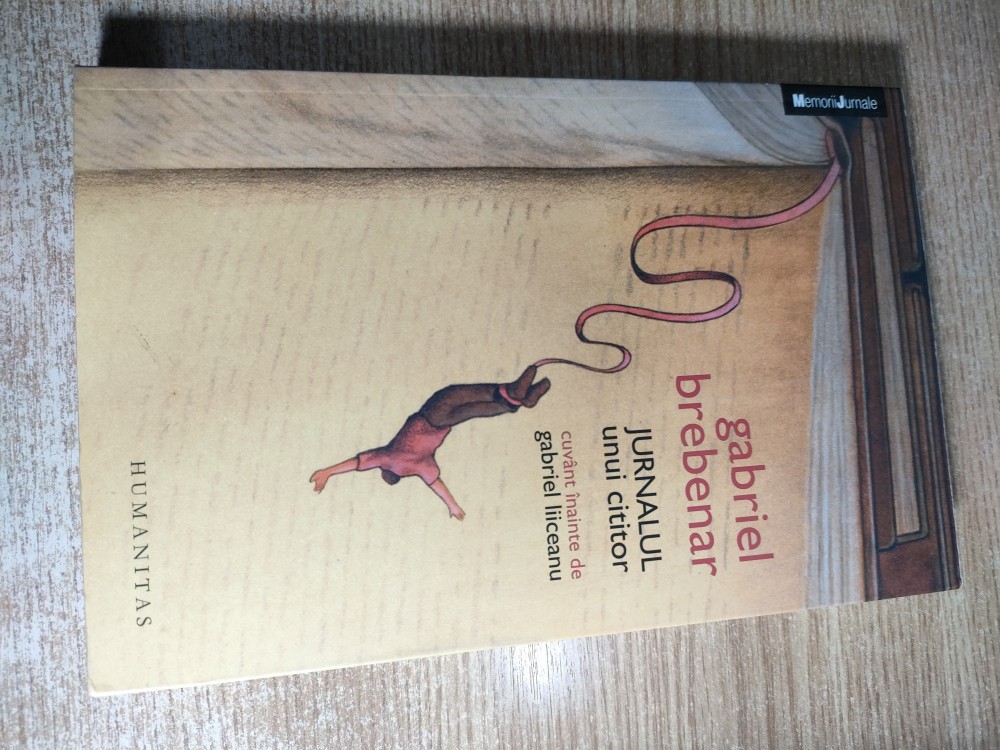 MemoriiJurnale
gabriel
brebenar
JURNALUL
unui cititor
cuvânt înainte de
gabriel liiceanu
HUMANITAS